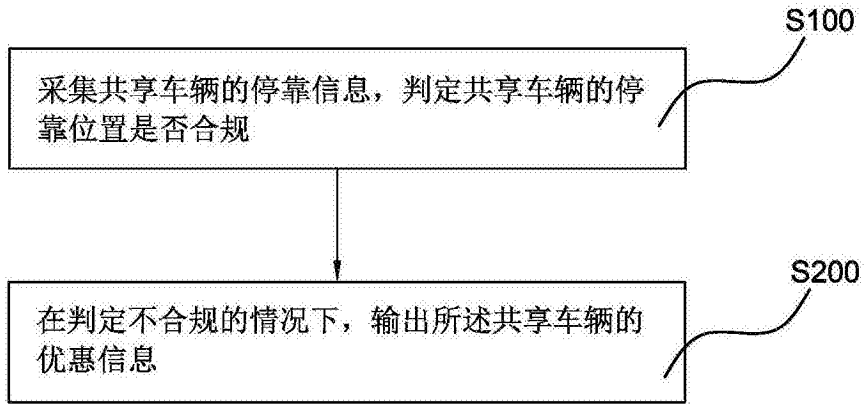 S100
采集共享车辆的停靠信息，判定共享车辆的停
靠位置是否合规
S200
在判定不合规的情况下，输出所述共享车辆的
优惠信息